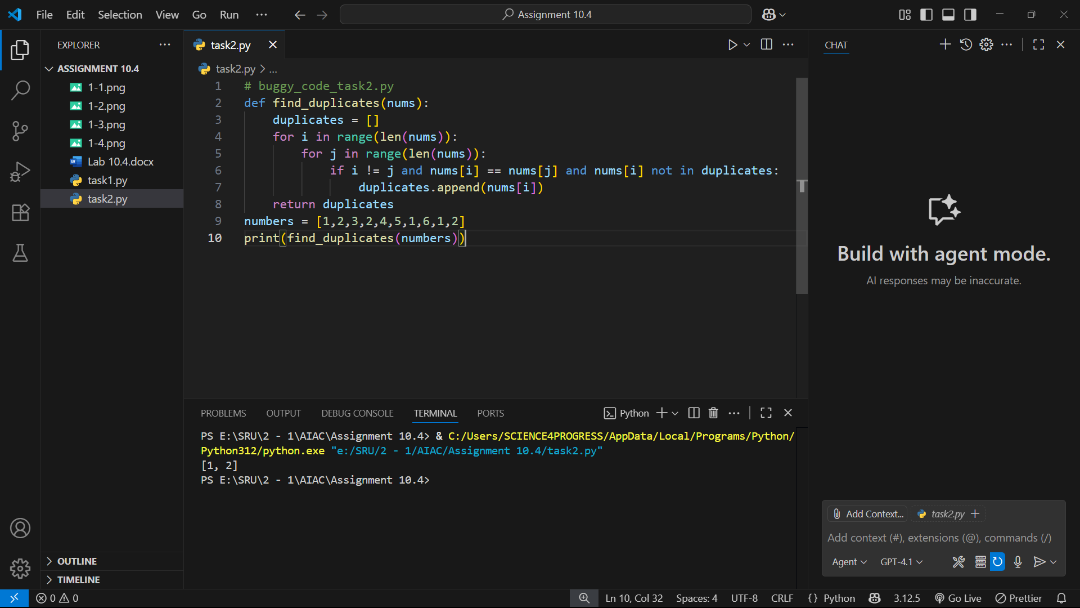 File Edit Selection View Go Run ··· Assignment 10.4
EXPLORER ···
ASSIGNMENT 10.4
1-1.png
1-2.png
1-3.png
1-4.png
Lab 10.4.docx
task1.py
task2.py
OUTLINE
TIMELINE
task2.py
task2.py > ...
1 # buggy_code_task2.py
2 def find_duplicates(nums):
3 duplicates = []
4 for i in range(len(nums)):
5 for j in range(len(nums)):
6 if i != j and nums[i] == nums[j] and nums[i] not in duplicates:
7 duplicates.append(nums[i])
8 return duplicates
9 numbers = [1,2,3,2,4,5,1,6,1,2]
10 print(find_duplicates(numbers))
PROBLEMS OUTPUT DEBUG CONSOLE TERMINAL PORTS Python
PS E:\SRU\2 - 1\AIAC\Assignment 10.4> & C:/Users/SCIENCE4PROGRESS/AppData/Local/Programs/Python/
Python312/python.exe "e:/SRU/2 - 1/AIAC/Assignment 10.4/task2.py"
[1, 2]
PS E:\SRU\2 - 1\AIAC\Assignment 10.4>
CHAT
Build with agent mode.
AI responses may be inaccurate.
Add Context... task2.py +
Add context (#), extensions (@), commands (/)
Agent GPT-4.1
0 0 Ln 10, Col 32 Spaces: 4 UTF-8 CRLF {} Python 3.12.5 Go Live Prettier